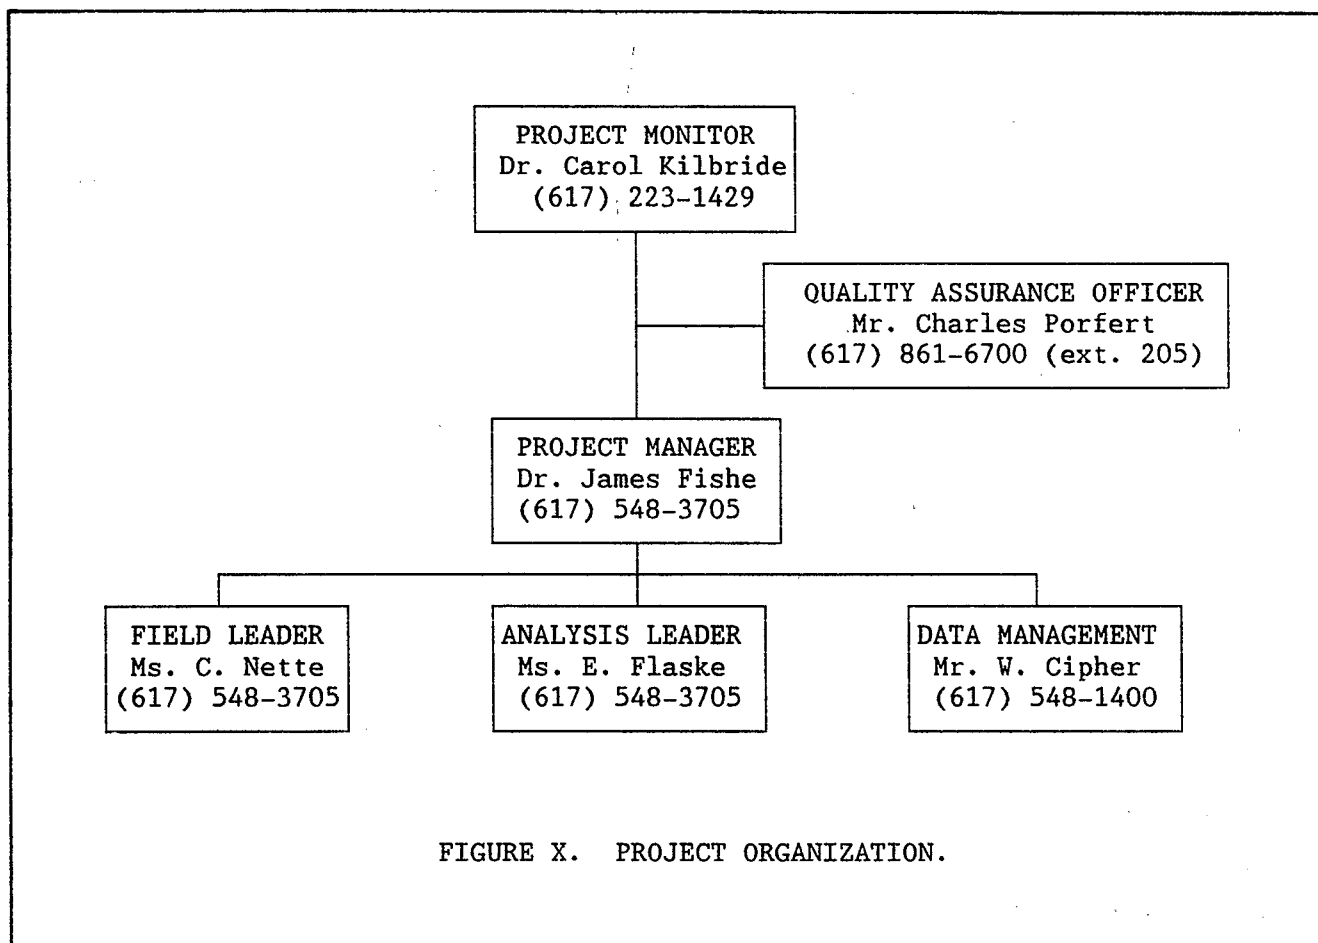 PROJECT MONITOR
Dr. Carol Kilbride
(617) 223-1429
QUALITY ASSURANCE OFFICER
Mr. Charles Porfert
(617) 861-6700 (ext. 205)
PROJECT MANAGER
Dr. James Fishe
(617) 548-3705
FIELD LEADER
Ms. C. Nette
(617) 548-3705
ANALYSIS LEADER
Ms. E. Flaske
(617) 548-3705
DATA MANAGEMENT
Mr. W. Cipher
(617) 548-1400
FIGURE X. PROJECT ORGANIZATION.